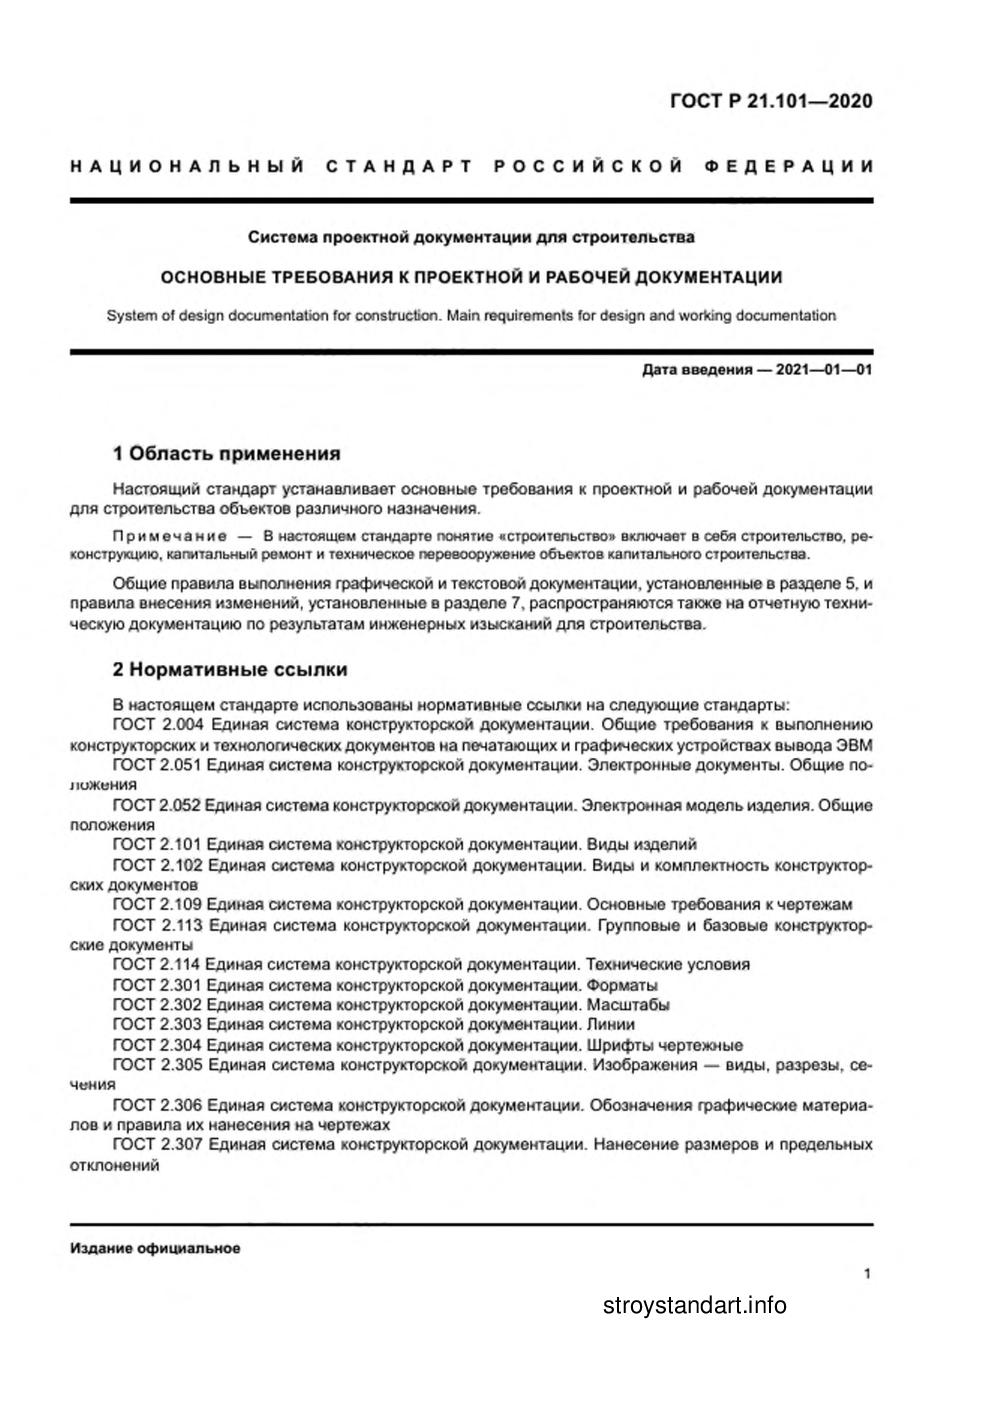 ГОСТ Р 21.101—2020
НАЦИОНАЛЬНЫЙ СТАНДАРТ РОССИЙСКОЙ ФЕДЕРАЦИИ
Система проектной документации для строительства
ОСНОВНЫЕ ТРЕБОВАНИЯ К ПРОЕКТНОЙ И РАБОЧЕЙ ДОКУМЕНТАЦИИ
System of design documentation for construction. Main requirements for design and working documentation
Дата введения — 2021—01—01
1 Область применения
Настоящий стандарт устанавливает основные требования к проектной и рабочей документации
для строительства объектов различного назначения.
Примечание — В настоящем стандарте понятие «строительство» включает в себя строительство, ре-
конструкцию, капитальный ремонт и техническое перевооружение объектов капитального строительства.
Общие правила выполнения графической и текстовой документации, установленные в разделе 5, и
правила внесения изменений, установленные в разделе 7, распространяются также на отчетную техни-
ческую документацию по результатам инженерных изысканий для строительства.
2 Нормативные ссылки
В настоящем стандарте использованы нормативные ссылки на следующие стандарты:
ГОСТ 2.004 Единая система конструкторской документации. Общие требования к выполнению
конструкторских и технологических документов на печатающих и графических устройствах вывода ЭВМ
ГОСТ 2.051 Единая система конструкторской документации. Электронные документы. Общие по-
ложения
ГОСТ 2.052 Единая система конструкторской документации. Электронная модель изделия. Общие
положения
ГОСТ 2.101 Единая система конструкторской документации. Виды изделий
ГОСТ 2.102 Единая система конструкторской документации. Виды и комплектность конструктор-
ских документов
ГОСТ 2.109 Единая система конструкторской документации. Основные требования к чертежам
ГОСТ 2.113 Единая система конструкторской документации. Групповые и базовые конструктор-
ские документы
ГОСТ 2.114 Единая система конструкторской документации. Технические условия
ГОСТ 2.301 Единая система конструкторской документации. Форматы
ГОСТ 2.302 Единая система конструкторской документации. Масштабы
ГОСТ 2.303 Единая система конструкторской документации. Линии
ГОСТ 2.304 Единая система конструкторской документации. Шрифты чертежные
ГОСТ 2.305 Единая система конструкторской документации. Изображения — виды, разрезы, се-
чения
ГОСТ 2.306 Единая система конструкторской документации. Обозначения графические материа-
лов и правила их нанесения на чертежах
ГОСТ 2.307 Единая система конструкторской документации. Нанесение размеров и предельных
отклонений
Издание официальное
1
stroystandart.info